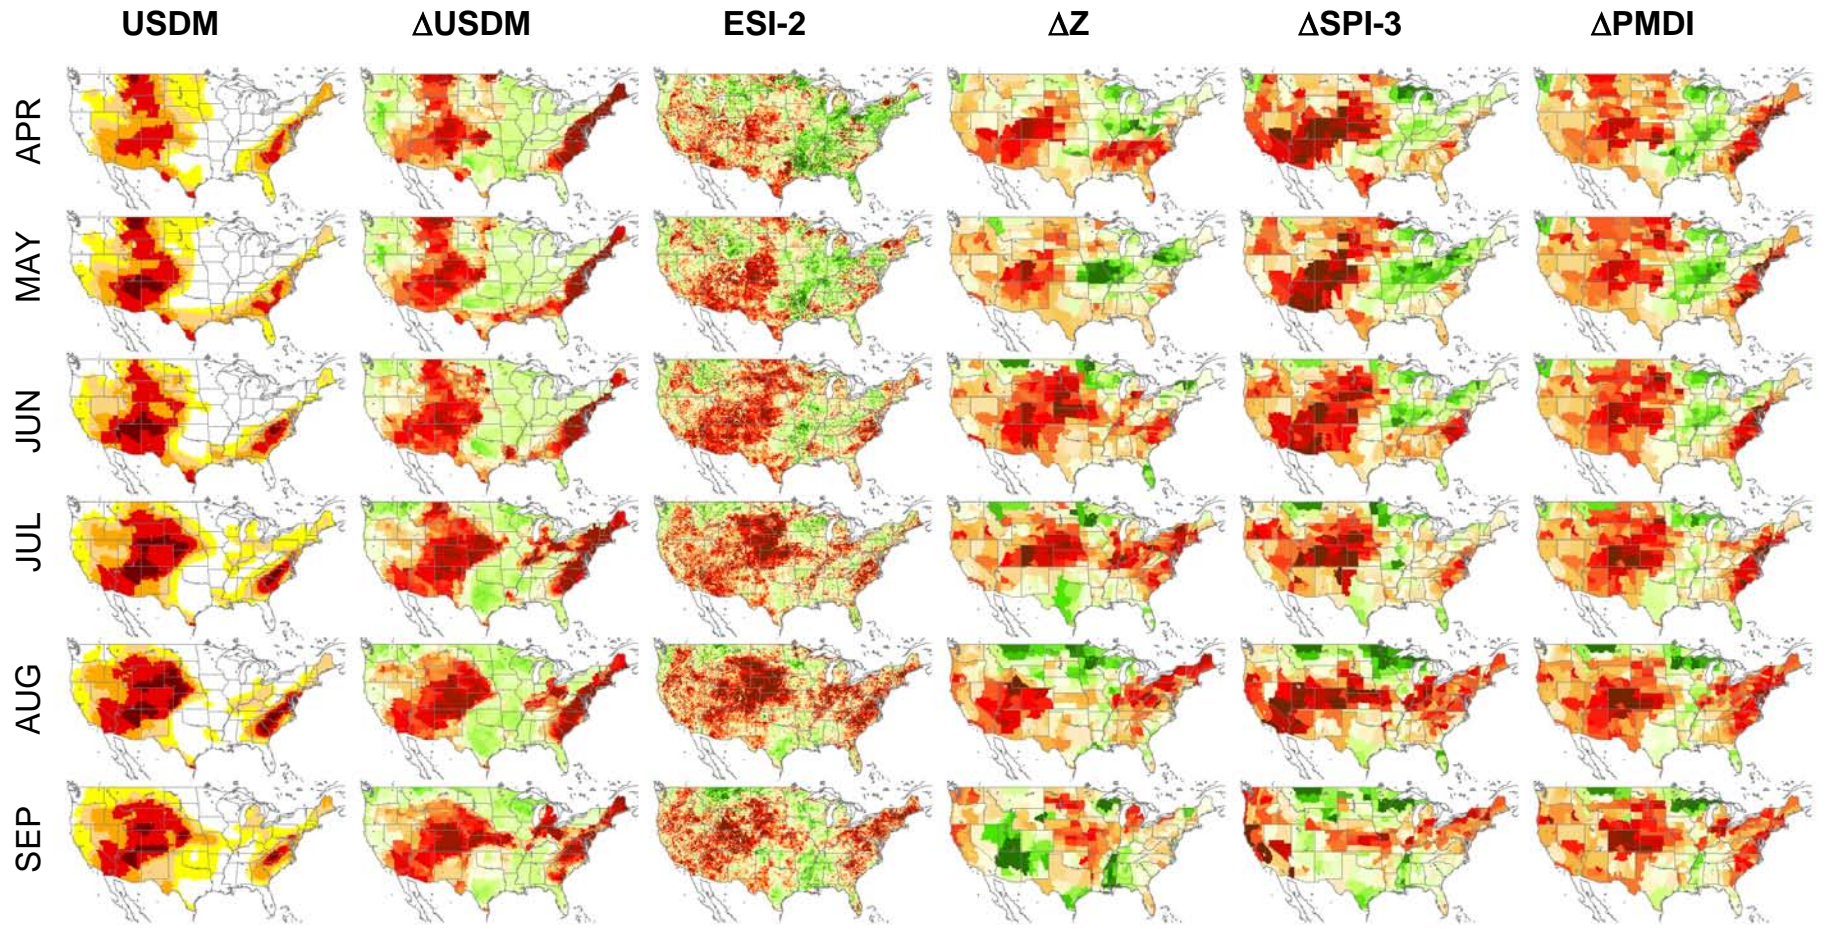 USDM ΔUSDM ESI-2 ΔZ ΔSPI-3 ΔPMDI
APR
MAY
JUN
JUL
AUG
SEP